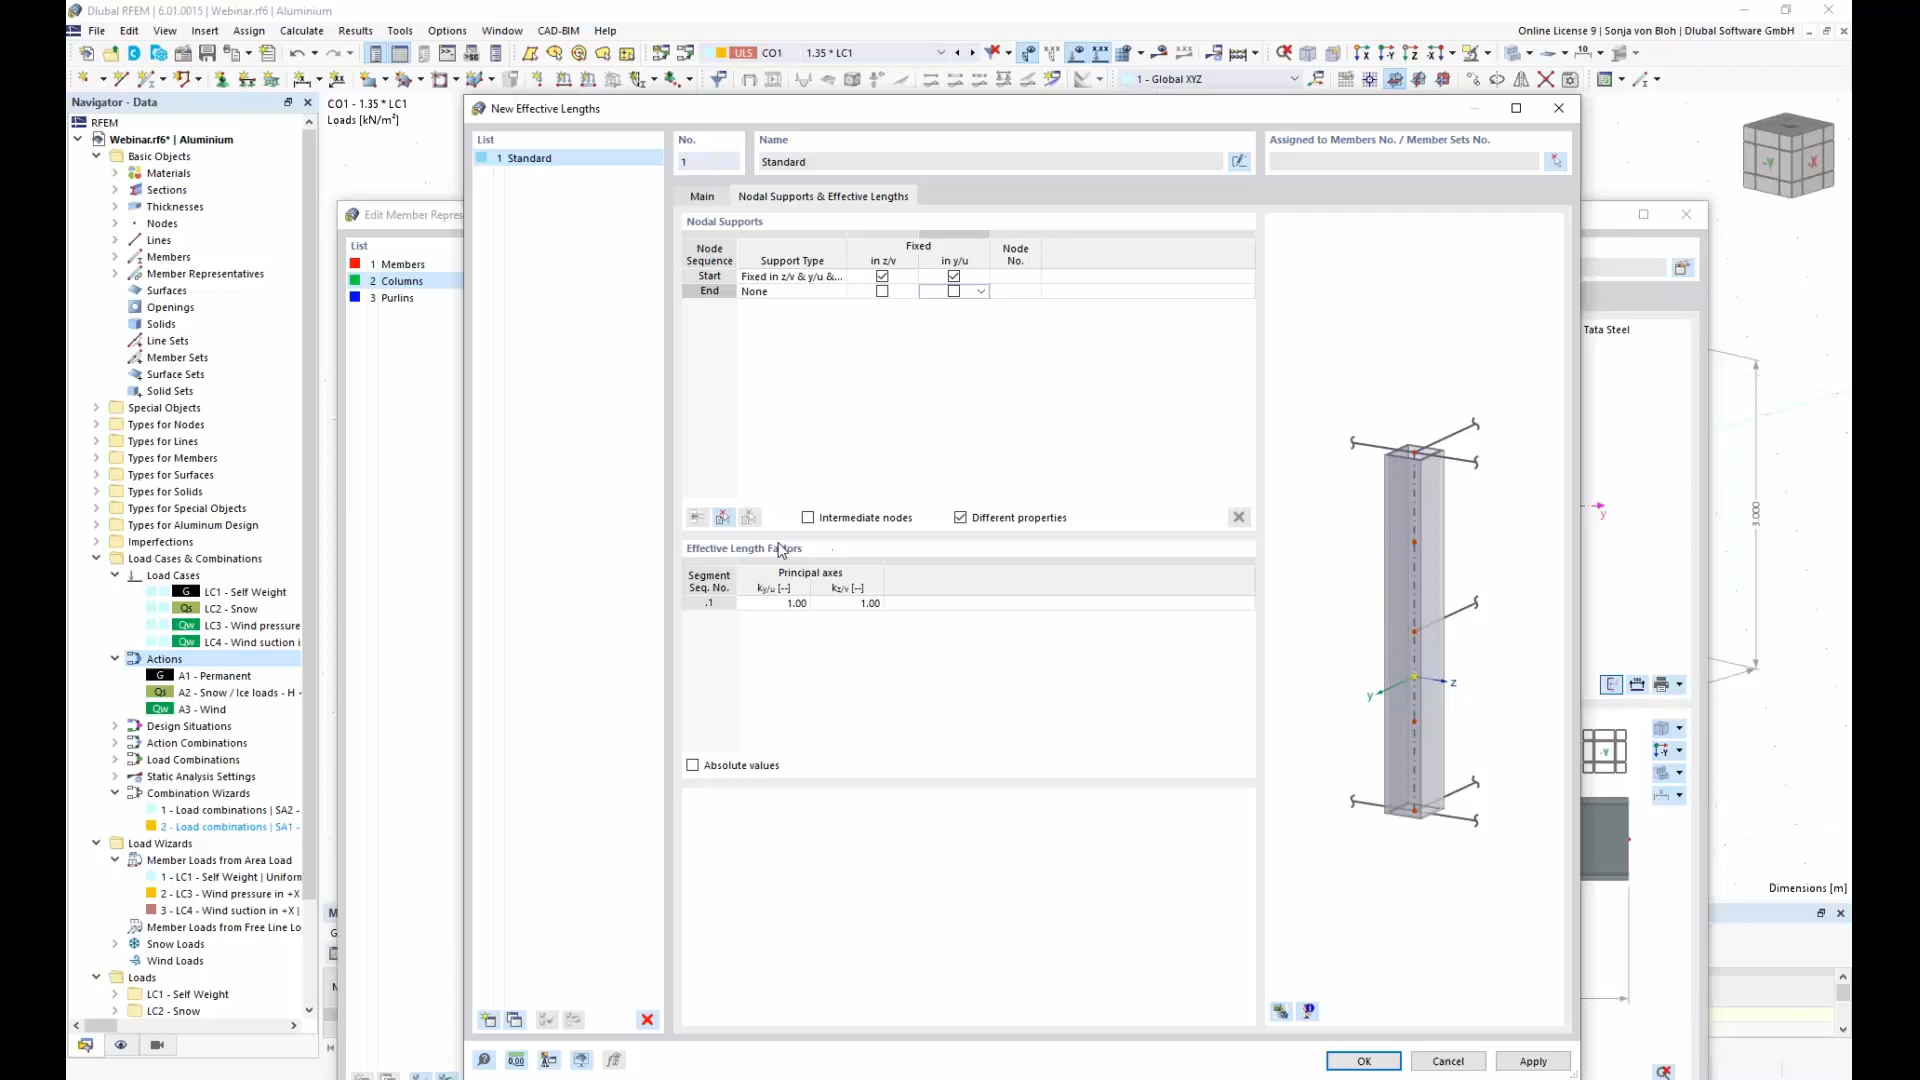 Dlubal RFEM | 6.01.0015 | Webinar.rf6* | Aluminium
File Edit View Insert Assign Calculate Results Tools Options Window CAD-BIM Help
Online License 9 | Sonja von Bloh | Dlubal Software GmbH
ULS CO1 1.35 * LC1
1 - Global XYZ
Navigator - Data
RFEM
Webinar.rf6* | Aluminium
Basic Objects
Materials
Sections
Thicknesses
Nodes
Lines
Members
Member Representatives
Surfaces
Openings
Solids
Line Sets
Member Sets
Surface Sets
Solid Sets
Special Objects
Types for Nodes
Types for Lines
Types for Members
Types for Surfaces
Types for Solids
Types for Special Objects
Types for Aluminum Design
Imperfections
Load Cases & Combinations
Load Cases
G LC1 - Self Weight
Qs LC2 - Snow
Qw LC3 - Wind pressure
Qw LC4 - Wind suction i
Actions
G A1 - Permanent
Qs A2 - Snow / Ice loads - H -
Qw A3 - Wind
Design Situations
Action Combinations
Load Combinations
Static Analysis Settings
Combination Wizards
1 - Load combinations | SA2 -
2 - Load combinations | SA1 -
Load Wizards
Member Loads from Area Load
1 - LC1 - Self Weight | Uniform
2 - LC3 - Wind pressure in +X
3 - LC4 - Wind suction in +X |
Member Loads from Free Line Lo
Snow Loads
Wind Loads
Loads
LC1 - Self Weight
LC2 - Snow
CO1 - 1.35 * LC1
Loads [kN/m²]
Edit Member Repres
List
1 Members
2 Columns
3 Purlins
New Effective Lengths
List
1 Standard
No.
1
Name
Standard
Assigned to Members No. / Member Sets No.
Main
Nodal Supports & Effective Lengths
Nodal Supports
Node Sequence Support Type Fixed in z/v in y/u Node No.
Start Fixed in z/v & y/u &...
End None
Intermediate nodes
Different properties
Effective Length Factors
Segment Seq. No. Principal axes ky/u [--] kz/v [--]
.1 1.00 1.00
Absolute values
y z
OK Cancel Apply
Tata Steel
y
3.000
-Y
-Y -X
Dimensions [m]